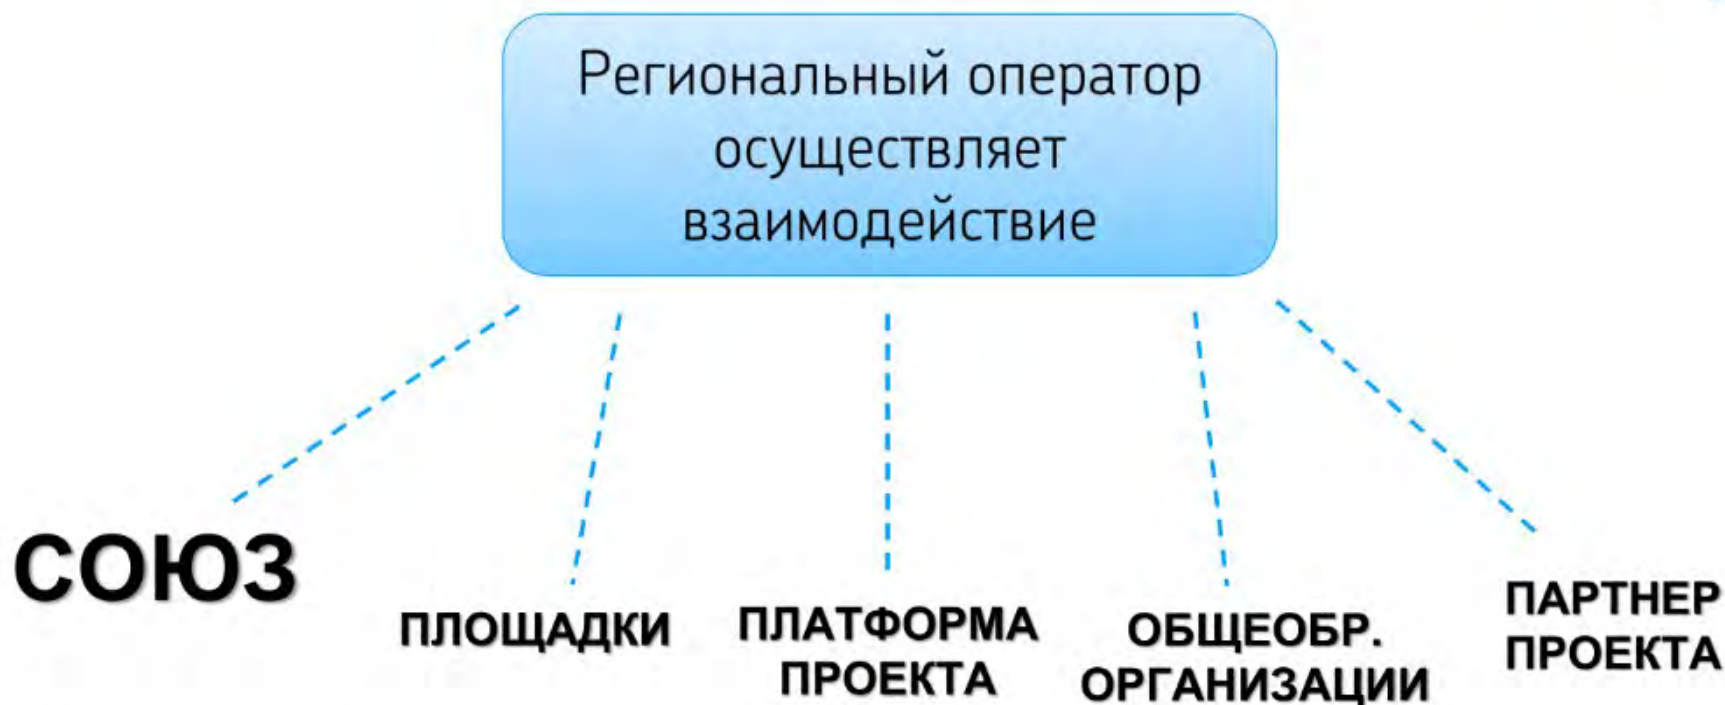 Региональный оператор
осуществляет
взаимодействие
СОЮЗ
ПЛОЩАДКИ
ПЛАТФОРМА
ПРОЕКТА
ОБЩЕОБР.
ОРГАНИЗАЦИИ
ПАРТНЕР
ПРОЕКТА